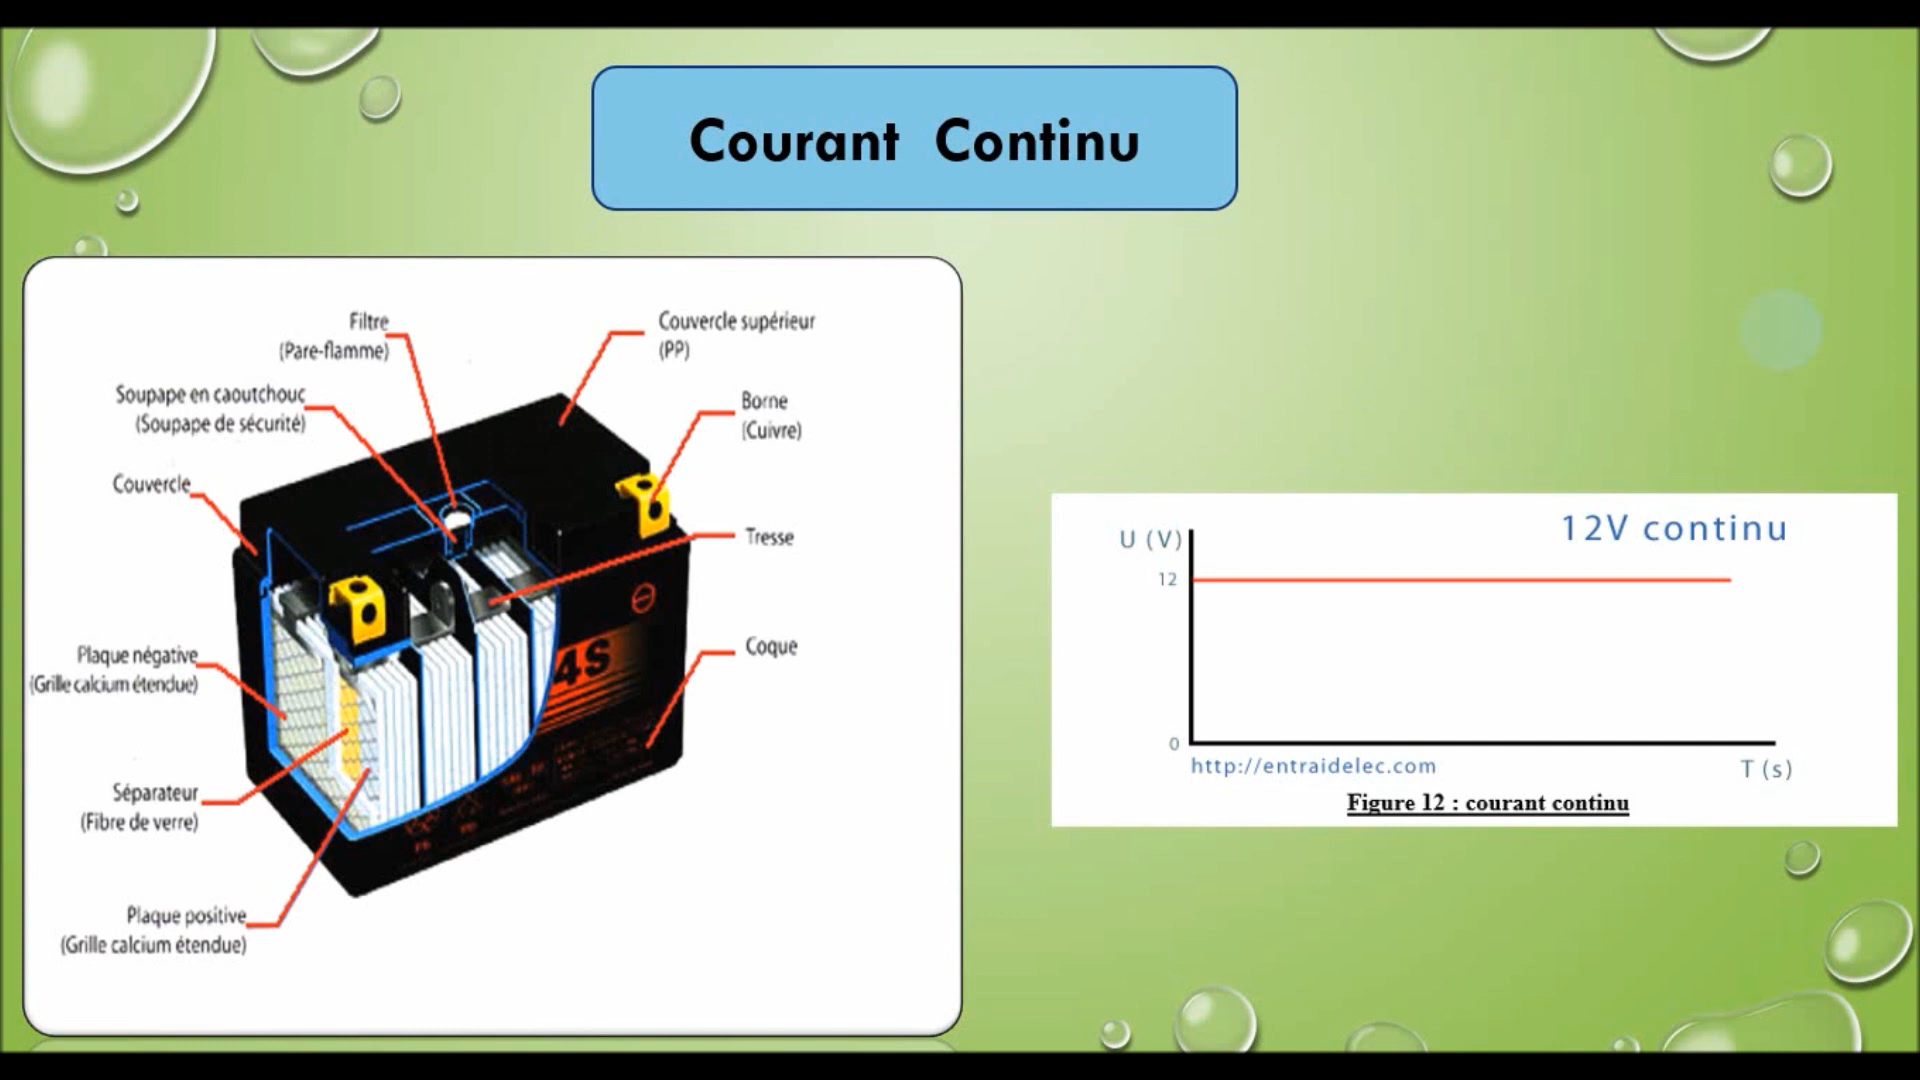 Courant Continu
Filtre
(Pare-flamme)
Couvercle supérieur
(PP)
Soupape en caoutchouc
(Soupape de sécurité)
Borne
(Cuivre)
Couvercle
Tresse
Plaque négative
(Grille calcium étendue)
Coque
4S
Séparateur
(Fibre de verre)
Plaque positive
(Grille calcium étendue)
12V continu
U (V)
12
0
http://entraidelec.com
T (s)
Figure 12 : courant continu